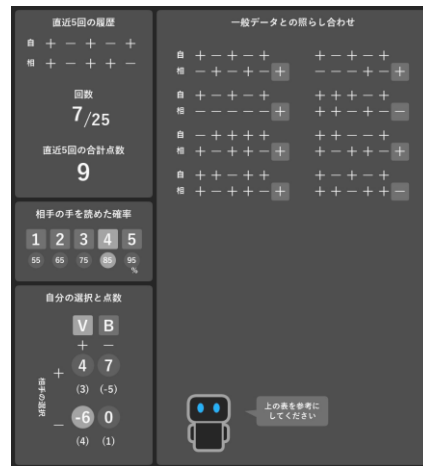 直近5回の履歴
自 + − + − +
相 + − + + −
回数
7/25
直近5回の合計点数
9
相手の手を読めた確率
1 2 3 4 5
55 65 75 85 95
%
自分の選択と点数
V B
+ −
相手の選択
+ 4 7
(3) (-5)
− -6 0
(4) (1)
一般データとの照らし合わせ
自
相
自
相
自
相
自
相
上の表を参考に
してください